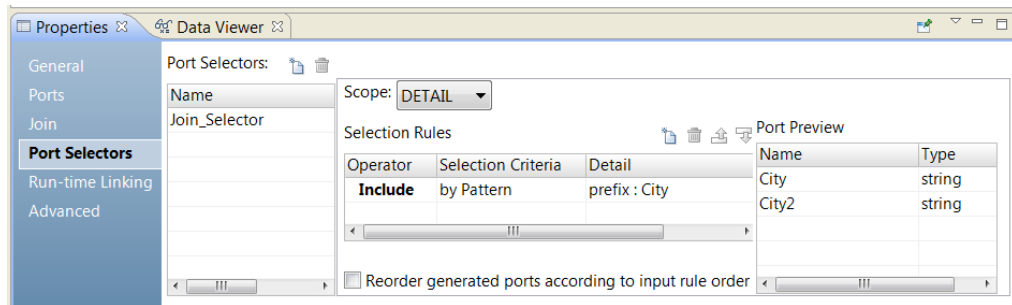 Properties Data Viewer
General
Ports
Join
Port Selectors
Run-time Linking
Advanced
Port Selectors:
Name
Join_Selector
Scope: DETAIL
Selection Rules
Operator Selection Criteria Detail
Include by Pattern prefix : City
Reorder generated ports according to input rule order
Port Preview
Name Type
City string
City2 string